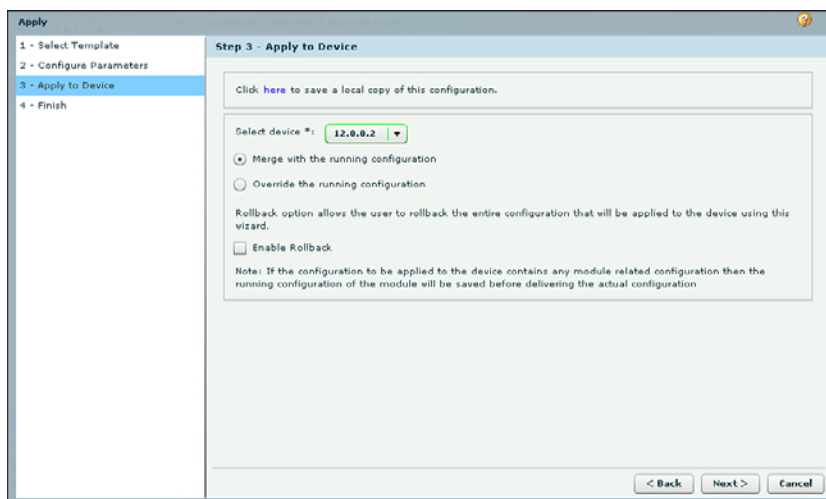 Apply
1 - Select Template
2 - Configure Parameters
3 - Apply to Device
4 - Finish
Step 3 - Apply to Device
Click here to save a local copy of this configuration.
Select device *: 12.0.0.2
Merge with the running configuration
Override the running configuration
Rollback option allows the user to rollback the entire configuration that will be applied to the device using this
wizard.
Enable Rollback
Note: If the configuration to be applied to the device contains any module related configuration then the
running configuration of the module will be saved before delivering the actual configuration
< Back
Next >
Cancel